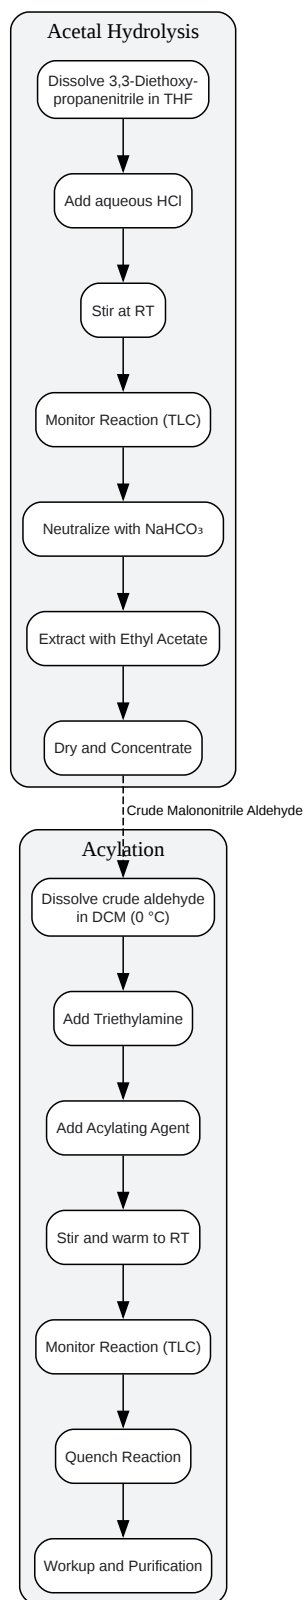 Acetal Hydrolysis
Dissolve 3,3-Diethoxy-
propanenitrile in THF
Add aqueous HCl
Stir at RT
Monitor Reaction (TLC)
Neutralize with NaHCO₃
Extract with Ethyl Acetate
Dry and Concentrate
Crude Malononitrile Aldehyde
Acylation
Dissolve crude aldehyde
in DCM (0 °C)
Add Triethylamine
Add Acylating Agent
Stir and warm to RT
Monitor Reaction (TLC)
Quench Reaction
Workup and Purification